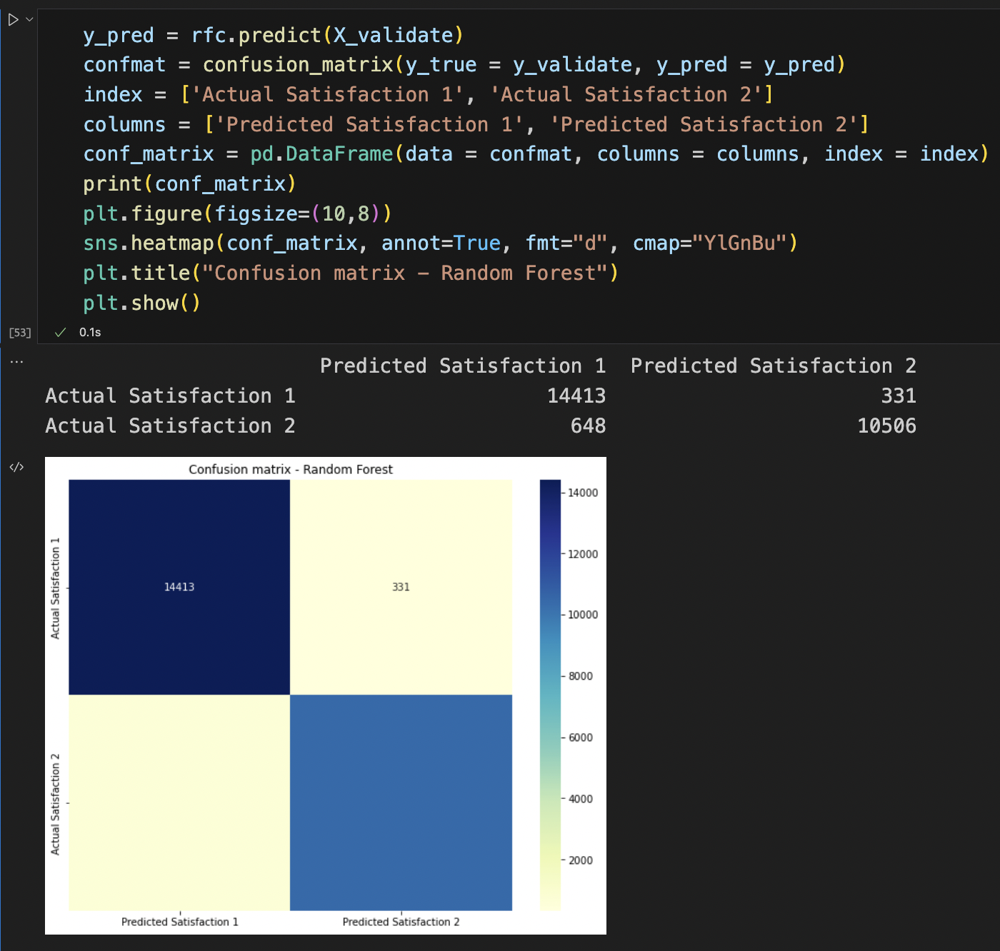 y_pred = rfc.predict(X_validate)
confmat = confusion_matrix(y_true = y_validate, y_pred = y_pred)
index = ['Actual Satisfaction 1', 'Actual Satisfaction 2']
columns = ['Predicted Satisfaction 1', 'Predicted Satisfaction 2']
conf_matrix = pd.DataFrame(data = confmat, columns = columns, index = index)
print(conf_matrix)
plt.figure(figsize=(10,8))
sns.heatmap(conf_matrix, annot=True, fmt="d", cmap="YlGnBu")
plt.title("Confusion matrix - Random Forest")
plt.show()
[53] 0.1s
Predicted Satisfaction 1 Predicted Satisfaction 2
Actual Satisfaction 1 14413 331
Actual Satisfaction 2 648 10506
Confusion matrix - Random Forest
Actual Satisfaction 1
14413 331
Actual Satisfaction 2
Predicted Satisfaction 1 Predicted Satisfaction 2
14000
12000
10000
8000
6000
4000
2000